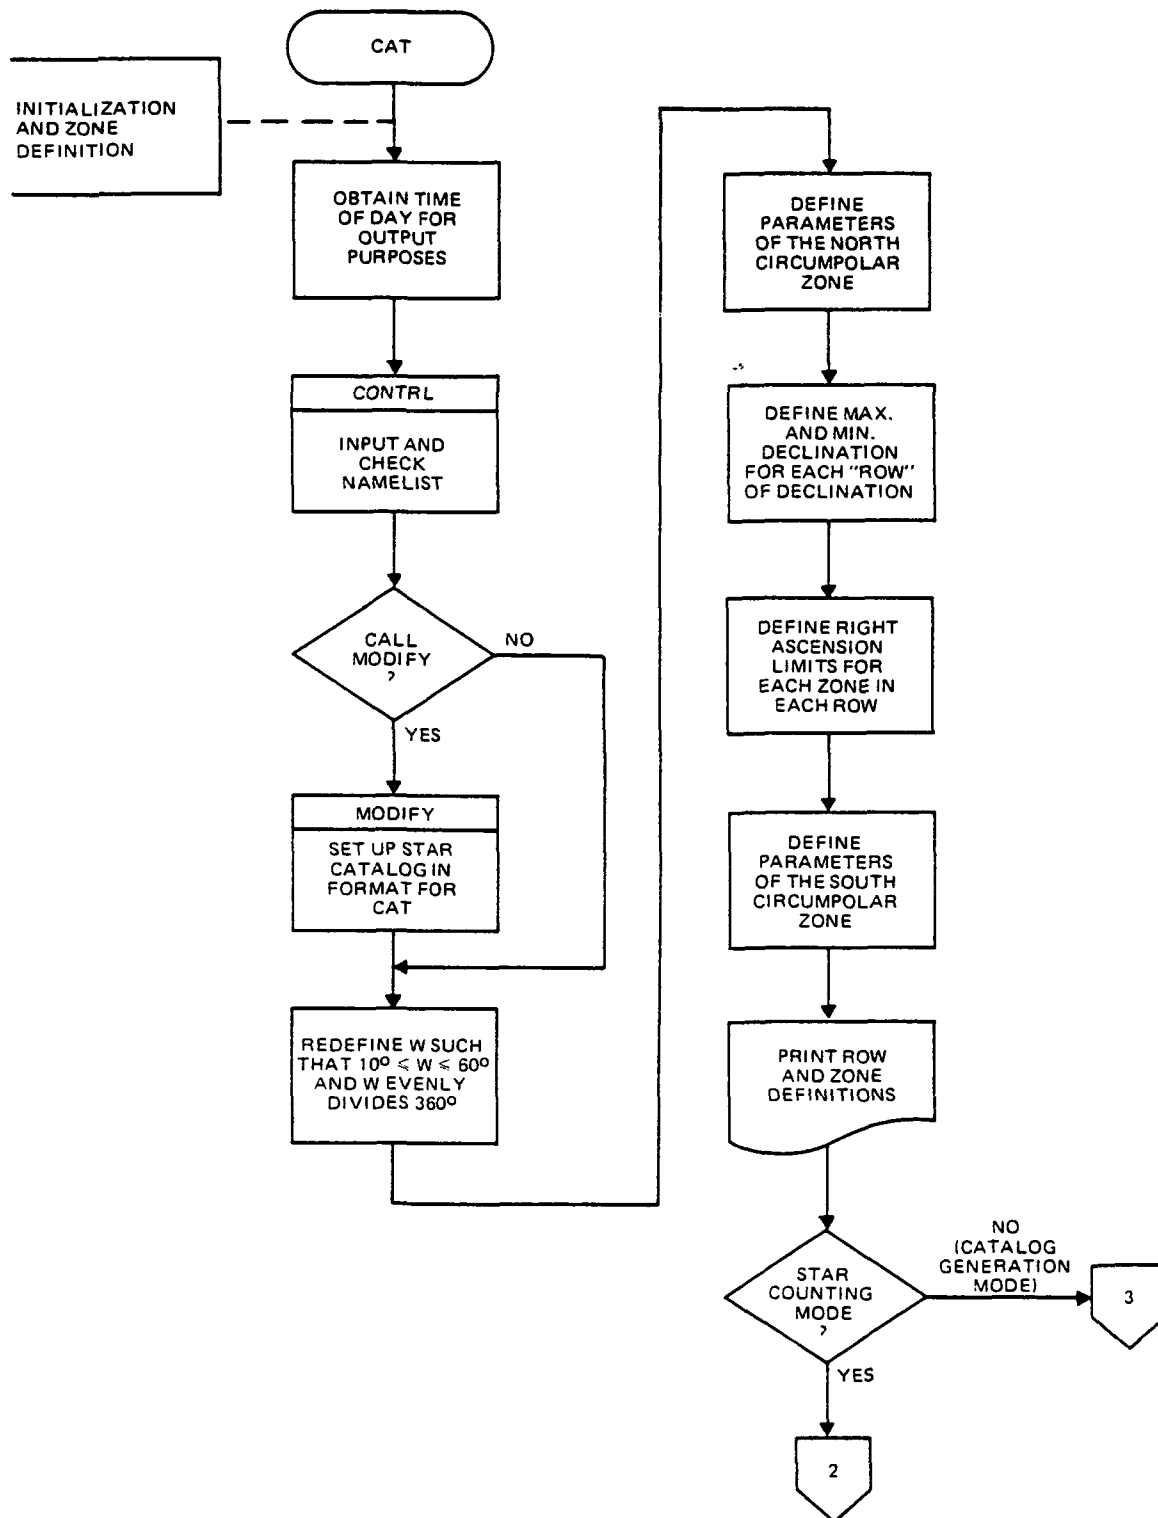 CAT
INITIALIZATION
AND ZONE
DEFINITION
OBTAIN TIME
OF DAY FOR
OUTPUT
PURPOSES
CONTRL
INPUT AND
CHECK
NAMELIST
CALL
MODIFY
?
NO
YES
MODIFY
SET UP STAR
CATALOG IN
FORMAT FOR
CAT
REDEFINE W SUCH
THAT 10° ≤ W ≤ 60°
AND W EVENLY
DIVIDES 360°
DEFINE
PARAMETERS
OF THE NORTH
CIRCUMPOLAR
ZONE
DEFINE MAX.
AND MIN.
DECLINATION
FOR EACH "ROW"
OF DECLINATION
DEFINE RIGHT
ASCENSION
LIMITS FOR
EACH ZONE IN
EACH ROW
DEFINE
PARAMETERS
OF THE SOUTH
CIRCUMPOLAR
ZONE
PRINT ROW
AND ZONE
DEFINITIONS
STAR
COUNTING
MODE
?
NO
(CATALOG
GENERATION
MODE)
3
YES
2